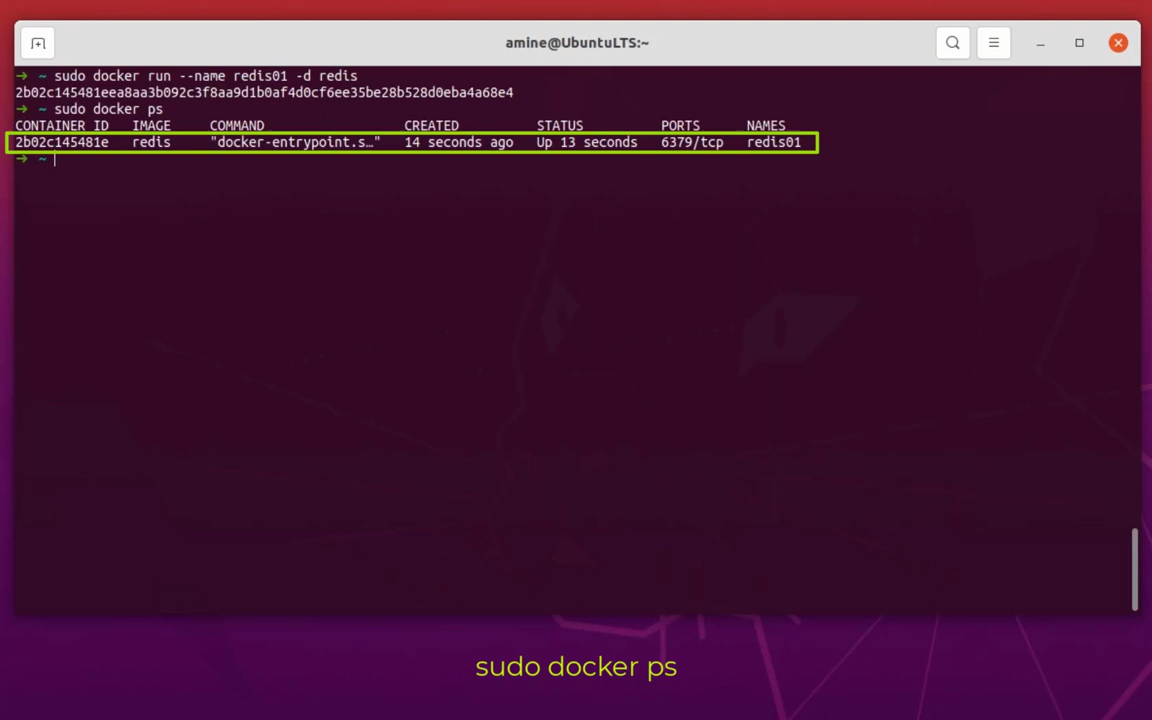 amine@UbuntuLTS:~
➜ ~ sudo docker run --name redis01 -d redis
2b02c145481eea8aa3b092c3f8aa9d1b0af4d0cf6ee35be28b528d0eba4a68e4
➜ ~ sudo docker ps
CONTAINER ID IMAGE COMMAND CREATED STATUS PORTS NAMES
2b02c145481e redis "docker-entrypoint.s…" 14 seconds ago Up 13 seconds 6379/tcp redis01
➜ ~
sudo docker ps